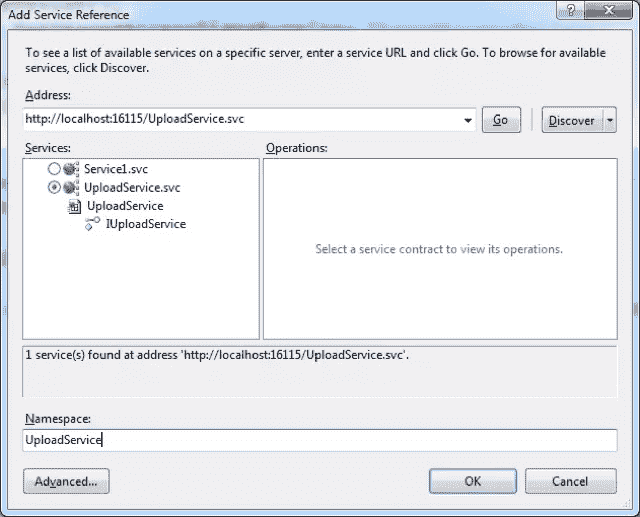 Add Service Reference
To see a list of available services on a specific server, enter a service URL and click Go. To browse for available
services, click Discover.
Address:
http://localhost:16115/UploadService.svc
Go
Discover
Services:
Operations:
Service1.svc
UploadService.svc
UploadService
IUploadService
Select a service contract to view its operations.
1 service(s) found at address 'http://localhost:16115/UploadService.svc'.
Namespace:
UploadService
Advanced...
OK
Cancel